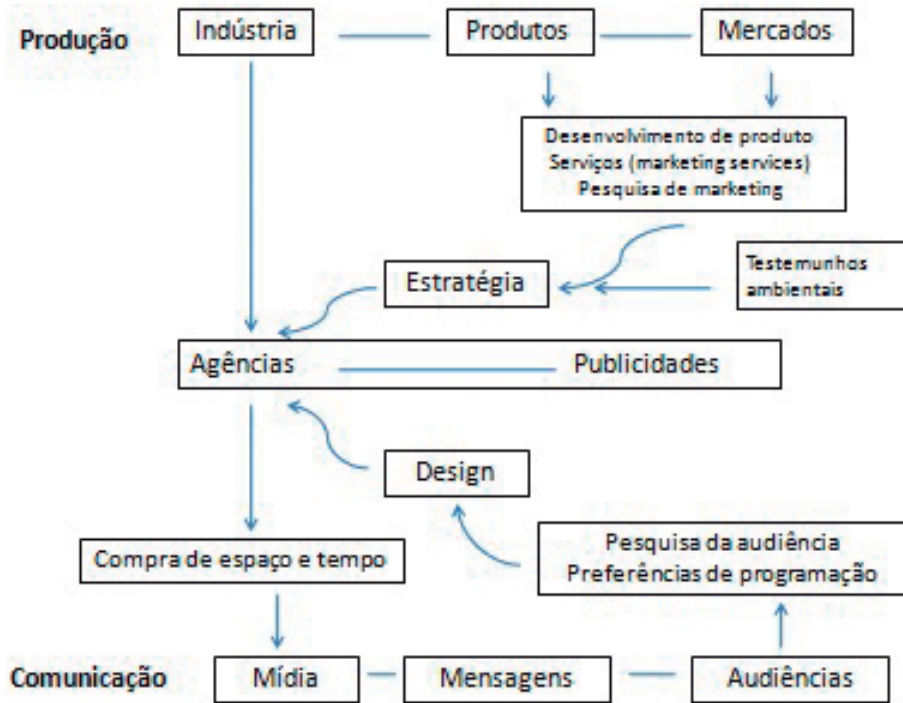 Produção
Indústria
Produtos
Mercados
Desenvolvimento de produto
Serviços (marketing services)
Pesquisa de marketing
Estratégia
Testemunhos
ambientais
Agências
Publicidades
Design
Pesquisa da audiência
Preferências de programação
Compra de espaço e tempo
Comunicação
Mídia
Mensagens
Audiências